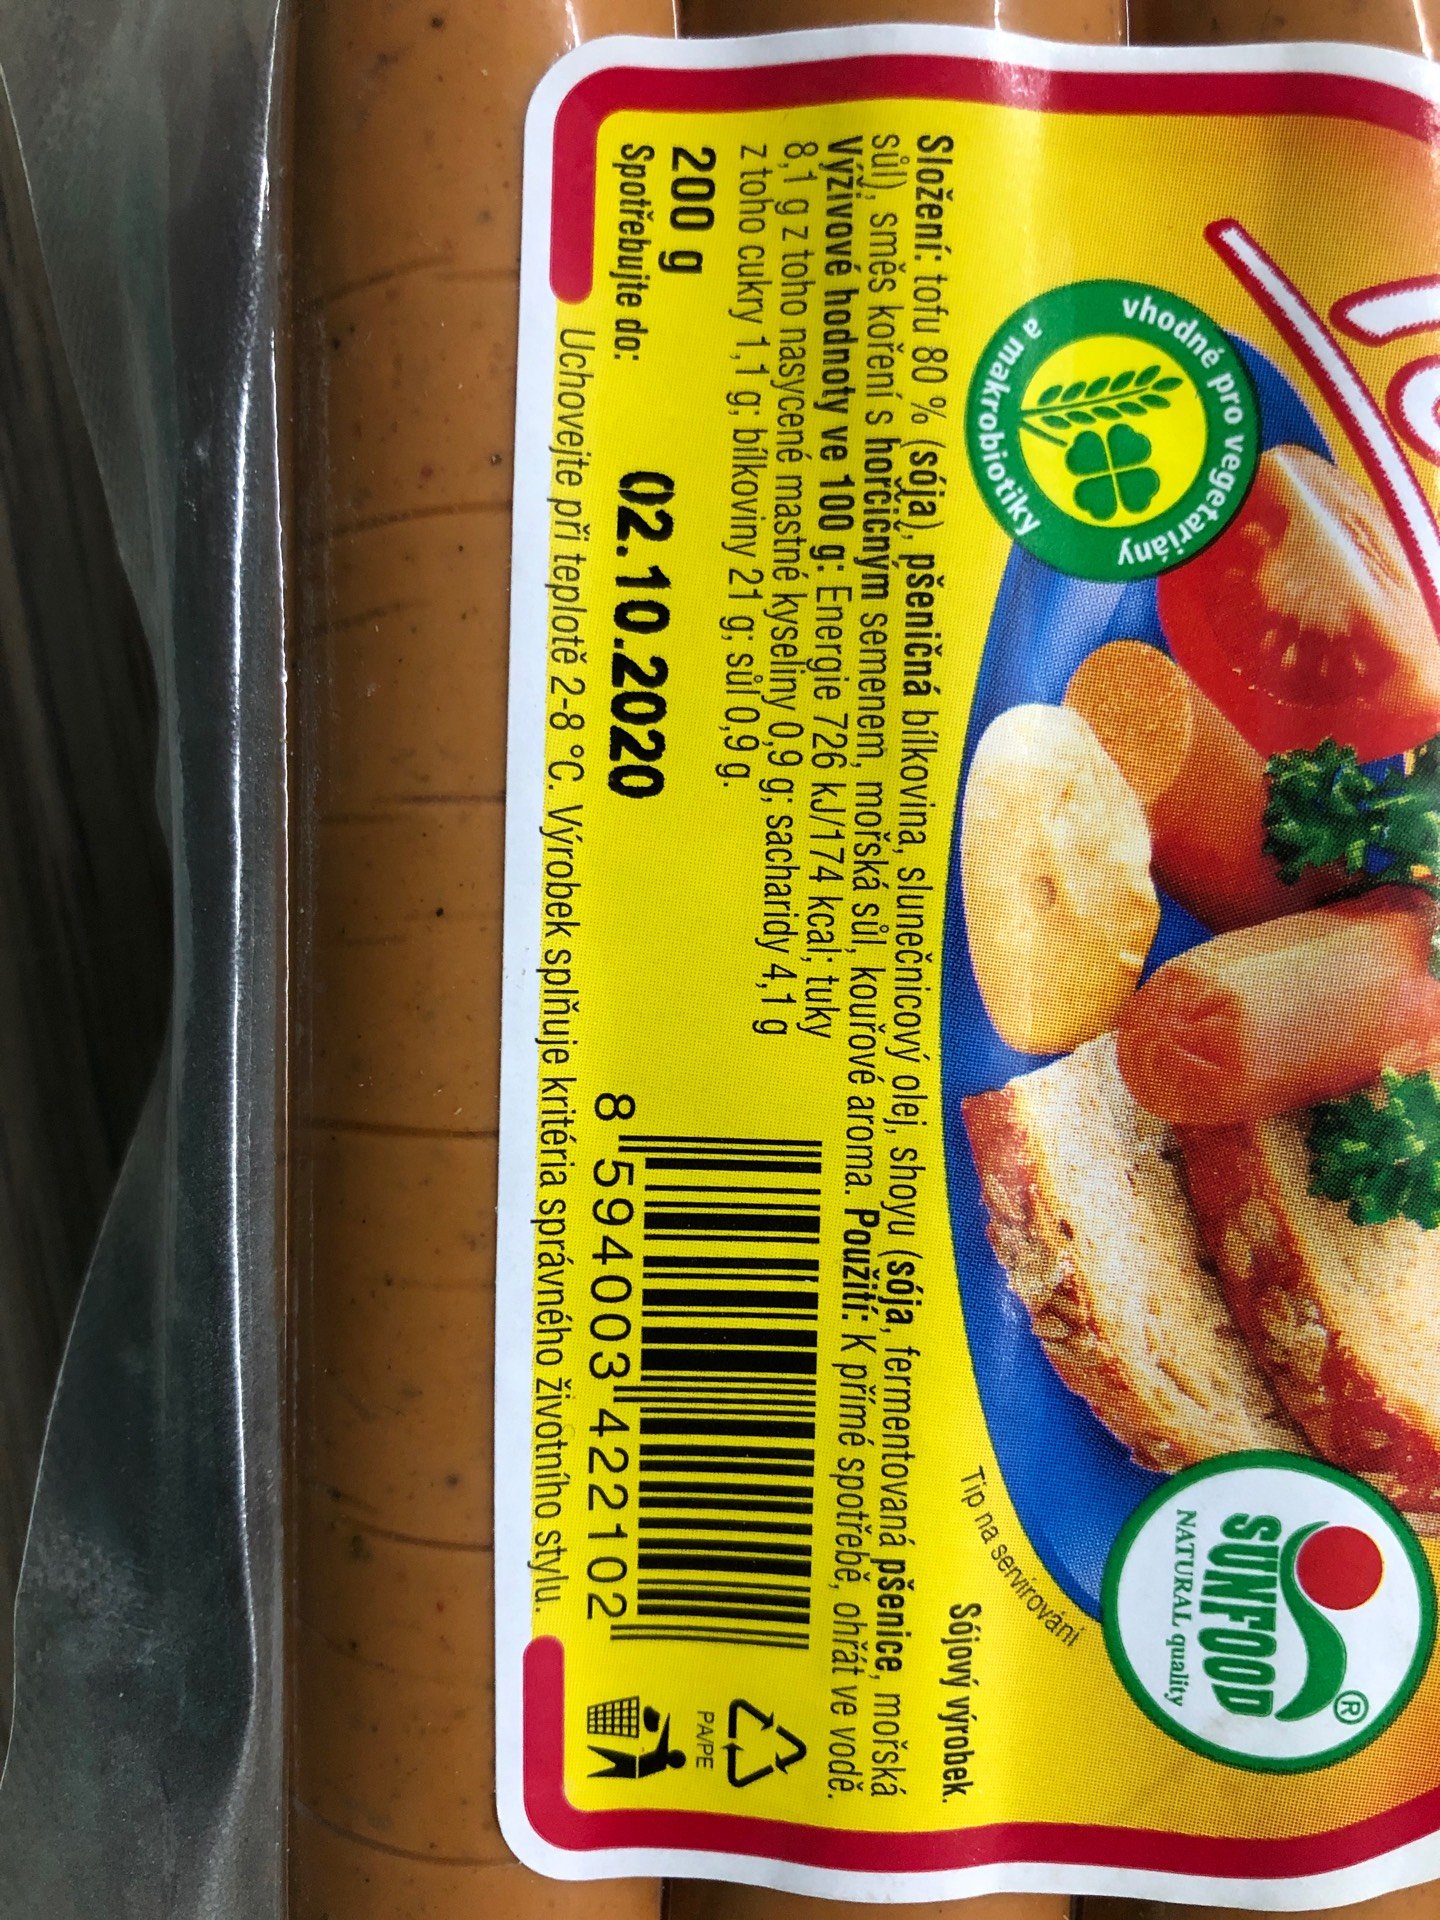 vhodné pro vegetariány
a makrobiotiky
SUNFOOD®
NATURAL quality
Tip na servírování
Sójový výrobek.
Složení: tofu 80 % (sója), pšeničná bílkovina, slunečnicový olej, shoyu (sója, fermentovaná pšenice, mořská
sůl), směs koření s hořčičným semenem, mořská sůl, kouřové aroma. Použití: K přímé spotřebě, ohřát ve vodě.
Výživové hodnoty ve 100 g: Energie 726 kJ/174 kcal; tuky
8,1 g z toho nasycené mastné kyseliny 0,9 g; sacharidy 4,1 g
z toho cukry 1,1 g; bílkoviny 21 g; sůl 0,9 g.
200 g
Spotřebujte do: 02.10.2020
8 594003 422102
PA/PE
Uchovejte při teplotě 2-8 °C. Výrobek splňuje kritéria správného životního stylu.